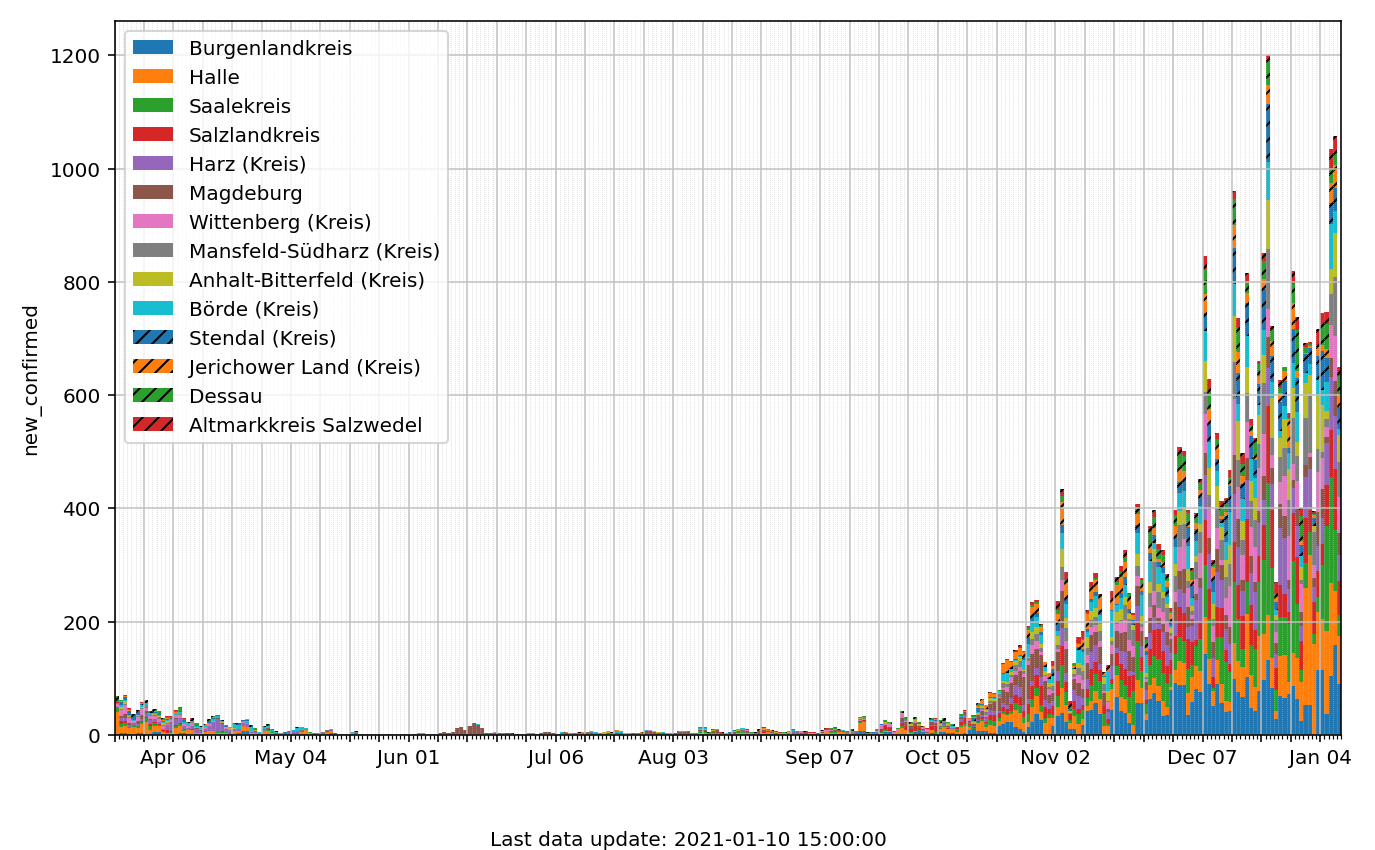 1200
1000
800
600
400
200
0
new_confirmed
Burgenlandkreis
Halle
Saalekreis
Salzlandkreis
Harz (Kreis)
Magdeburg
Wittenberg (Kreis)
Mansfeld-Südharz (Kreis)
Anhalt-Bitterfeld (Kreis)
Börde (Kreis)
Stendal (Kreis)
Jerichower Land (Kreis)
Dessau
Altmarkkreis Salzwedel
Apr 06 May 04 Jun 01 Jul 06 Aug 03 Sep 07 Oct 05 Nov 02 Dec 07 Jan 04
Last data update: 2021-01-10 15:00:00